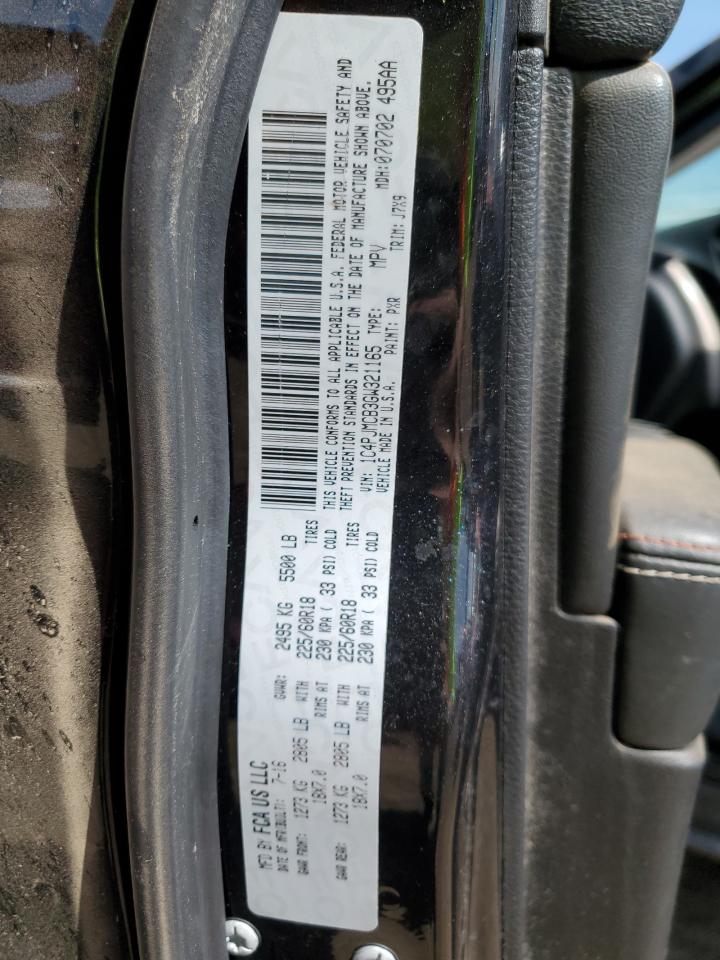 MFD BY FCA US LLC
DATE OF MFR(BUILT): 7-16 GVWR: 2495 KG 5500 LB
GAWR FRONT: 1273 KG 2805 LB WITH 225/60R18 TIRES
18X7.0 RIMS AT 230 KPA ( 33 PSI) COLD
GAWR REAR: 1273 KG 2805 LB WITH 225/60R18 TIRES
18X7.0 RIMS AT 230 KPA ( 33 PSI) COLD
THIS VEHICLE CONFORMS TO ALL APPLICABLE U.S.A. FEDERAL MOTOR VEHICLE SAFETY AND
THEFT PREVENTION STANDARDS IN EFFECT ON THE DATE OF MANUFACTURE SHOWN ABOVE.
VIN: 1C4PJMCB3GW321165 TYPE: MPV MDH:070702 495AA
VEHICLE MADE IN U.S.A. PAINT: PXR TRIM: J7X9